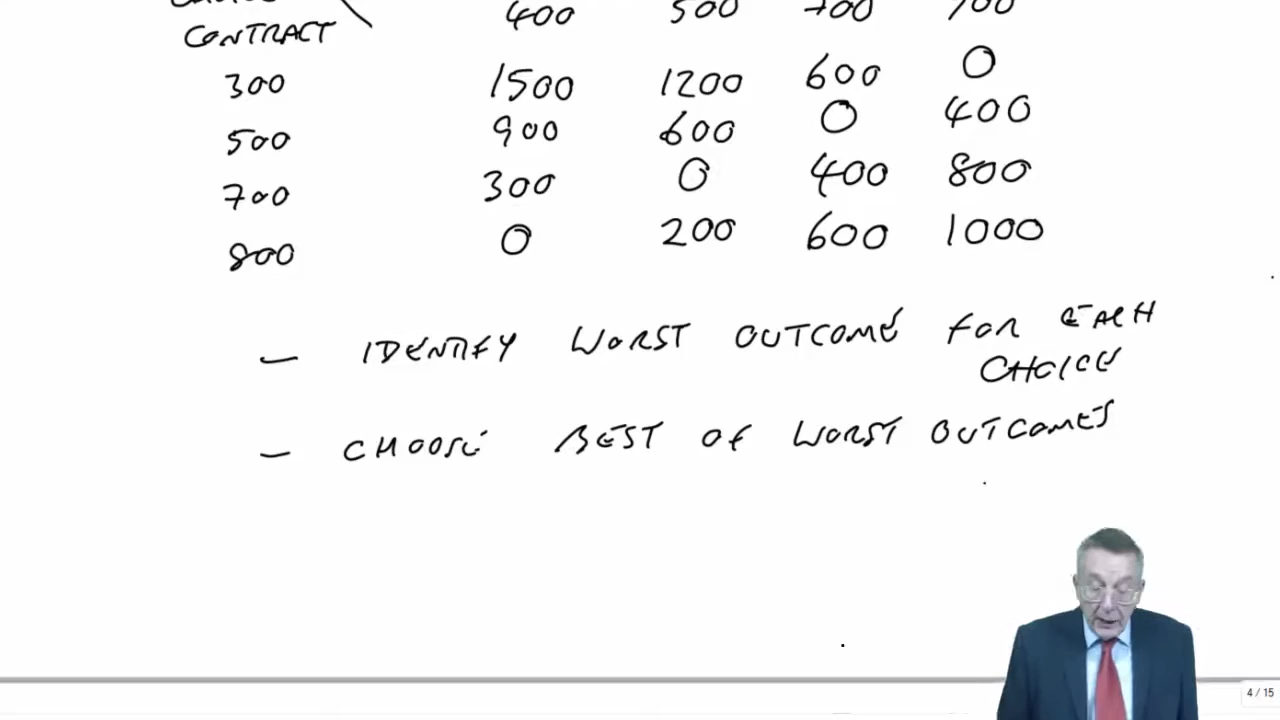 CONTRACT
400 500 700
300 1500 1200 600 0
500 900 600 0 400
700 300 0 400 800
800 0 200 600 1000
— IDENTIFY WORST OUTCOME FOR EACH
CHOICE
— CHOOSE BEST OF WORST OUTCOMES
4 / 15